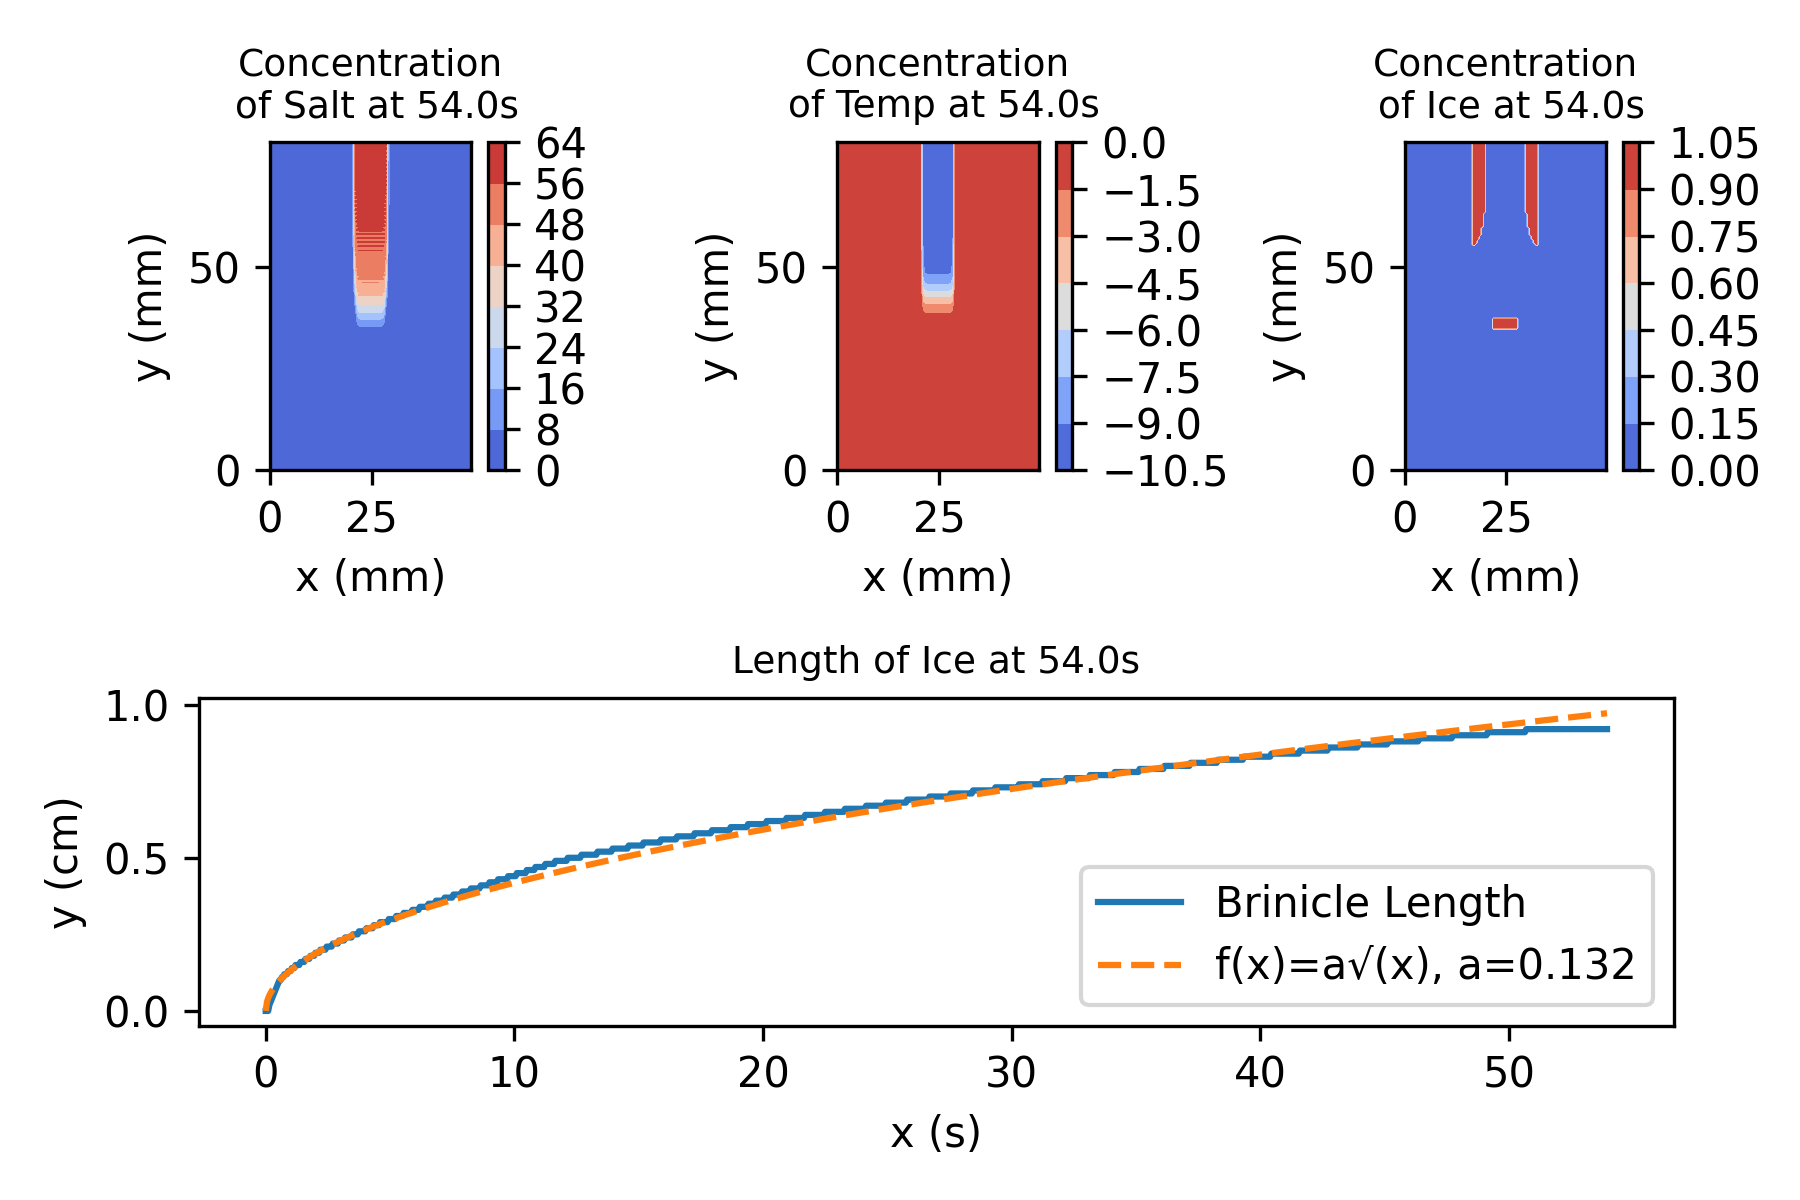 Concentration
of Salt at 54.0s
y (mm)
50
0
0
25
x (mm)
64
56
48
40
32
24
16
8
0
Concentration
of Temp at 54.0s
y (mm)
50
0
0
25
x (mm)
0.0
−1.5
−3.0
−4.5
−6.0
−7.5
−9.0
−10.5
Concentration
of Ice at 54.0s
y (mm)
50
0
0
25
x (mm)
1.05
0.90
0.75
0.60
0.45
0.30
0.15
0.00
Length of Ice at 54.0s
y (cm)
1.0
0.5
0.0
Brinicle Length
f(x)=a√(x), a=0.132
0
10
20
30
40
50
x (s)